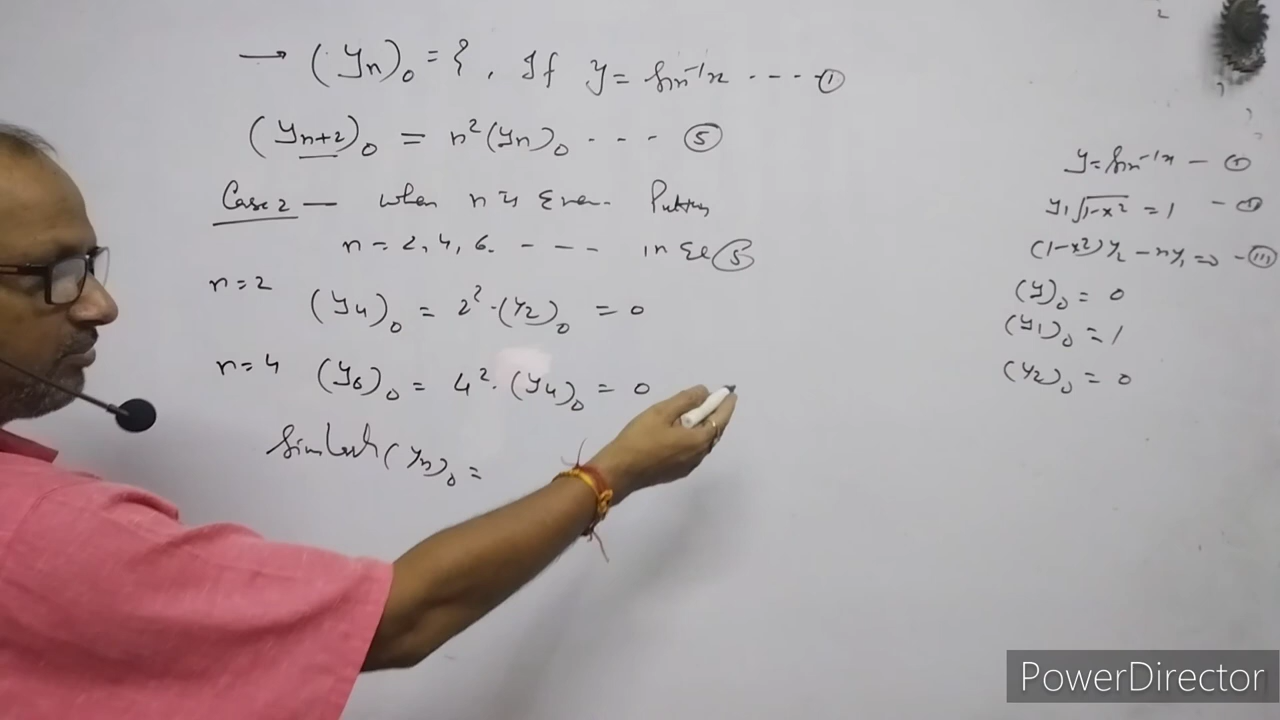 → (yn)₀ = {, If y = Sin⁻¹x ---- ①
(yn+2)₀ = n²(yn)₀ --- ⑤
Case 2 — when n is Even. Putting
n = 2, 4, 6. --- in Eq ⑤
n=2 (y4)₀ = 2²·(y2)₀ = 0
n=4 (y6)₀ = 4²·(y4)₀ = 0
(yn)₀ =
y = Sin⁻¹x — ①
y₁√1-x² = 1 — ②
(1-x²)y₂ - xy₁ = 0 - (III)
(y)₀ = 0
(y1)₀ = 1
(y2)₀ = 0
PowerDirector